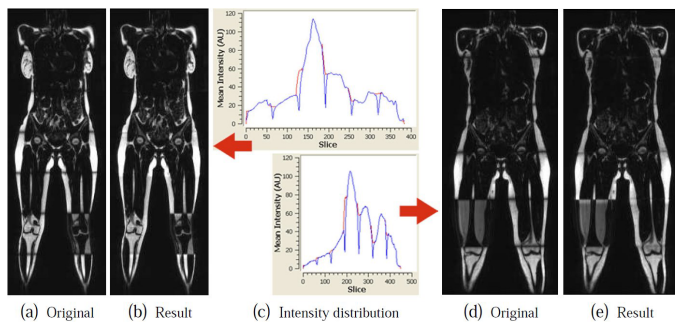 120
100
80
60
40
20
0
Mean Intensity (AU)
0 50 100 150 200 250 300 350 400
Slice
120
100
80
60
40
20
0
Mean Intensity (AU)
0 100 200 300 400 500
Slice
(a) Original
(b) Result
(c) Intensity distribution
(d) Original
(e) Result